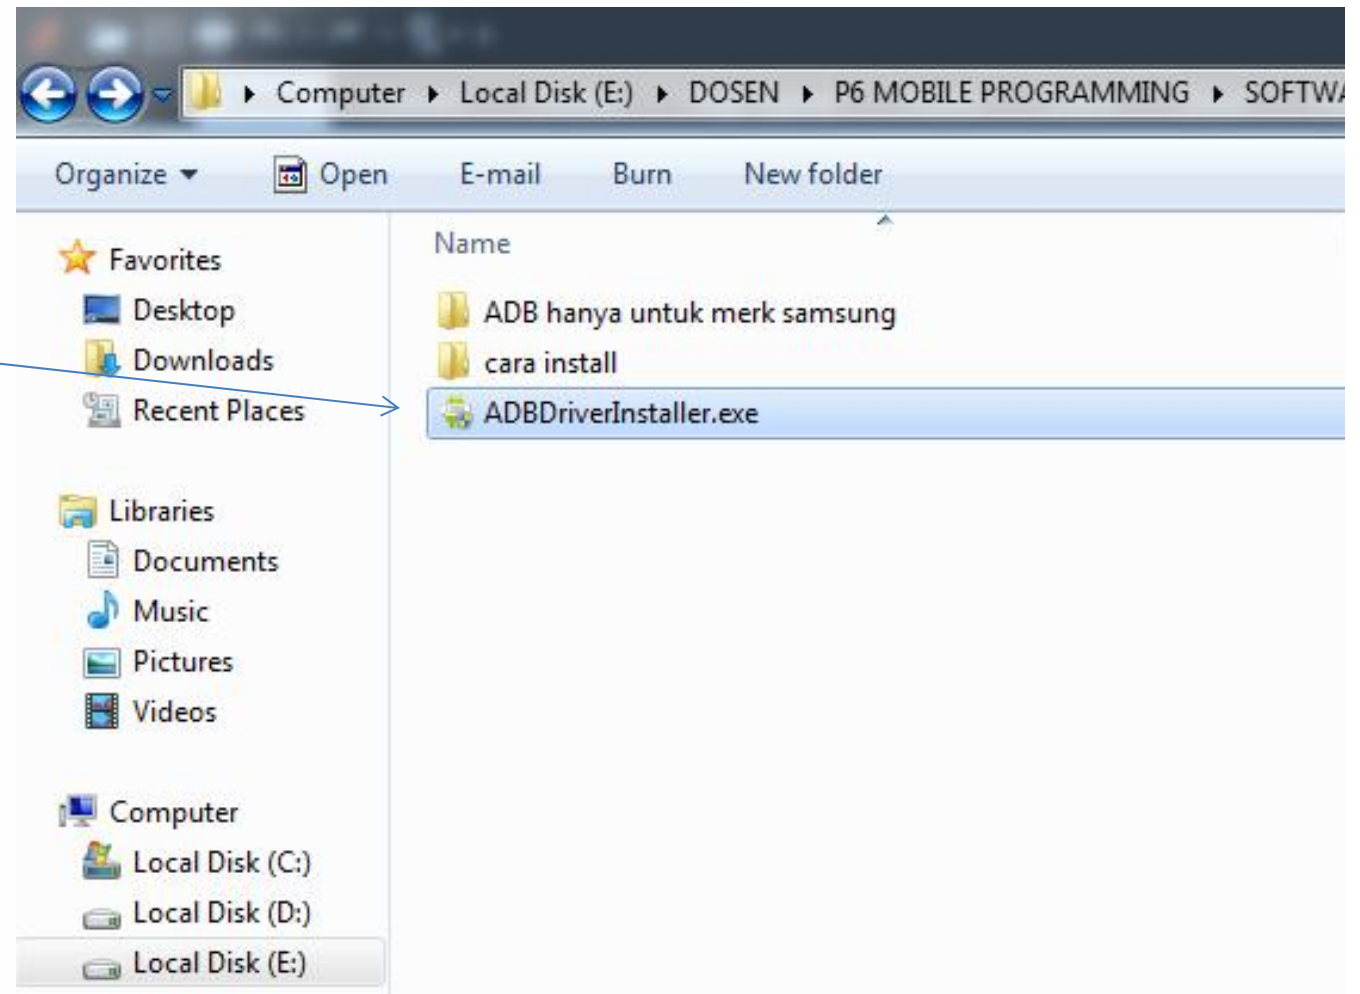 Computer Local Disk (E:) DOSEN P6 MOBILE PROGRAMMING SOFTWA
Organize Open E-mail Burn New folder
Favorites
Desktop
Downloads
Recent Places
Libraries
Documents
Music
Pictures
Videos
Computer
Local Disk (C:)
Local Disk (D:)
Local Disk (E:)
Name
ADB hanya untuk merk samsung
cara install
ADBDriverInstaller.exe